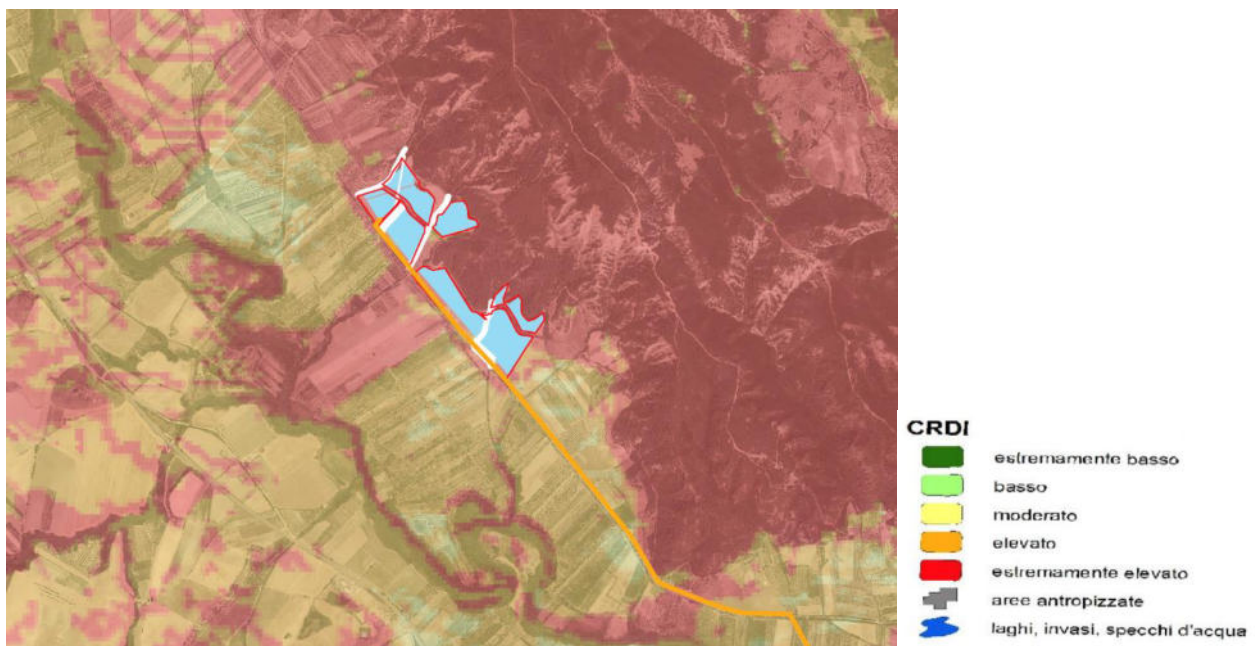 CRDI
estremamente basso
basso
moderato
elevato
estremamente elevato
aree antropizzate
laghi, invasi, specchi d'acqua